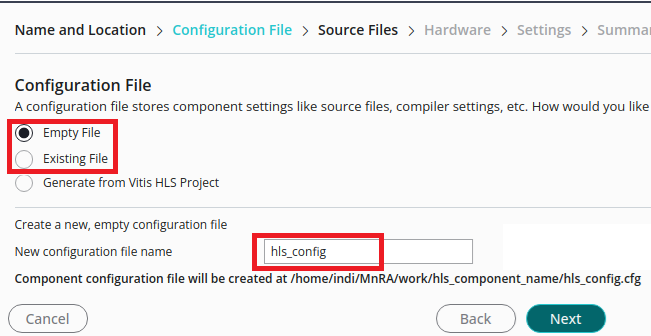 Name and Location > Configuration File > Source Files > Hardware > Settings > Summa
Configuration File
A configuration file stores component settings like source files, compiler settings, etc. How would you like
Empty File
Existing File
Generate from Vitis HLS Project
Create a new, empty configuration file
New configuration file name hls_config
Component configuration file will be created at /home/indi/MnRA/work/hls_component_name/hls_config.cfg
Cancel Back Next